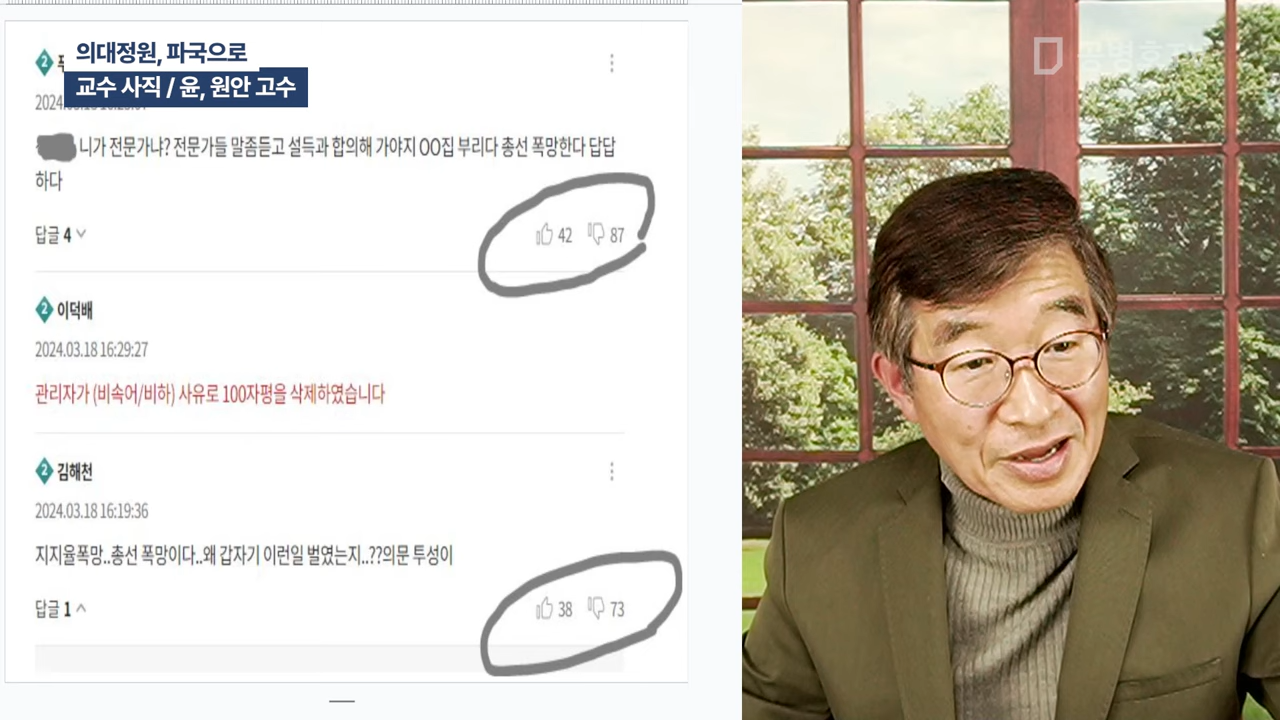 의대정원, 파국으로
교수 사직 / 윤, 원안 고수
니가 전문가냐? 전문가들 말좀듣고 설득과 합의해 가야지 OO집 부리다 총선 폭망한다 답답
하다
답글 4
42 87
2 이덕배
2024.03.18 16:29:27
관리자가 (비속어/비하) 사유로 100자평을 삭제하였습니다
2 김해천
2024.03.18 16:19:36
지지율폭망..총선 폭망이다..왜 갑자기 이런일 벌였는지..??의문 투성이
답글 1
38 73